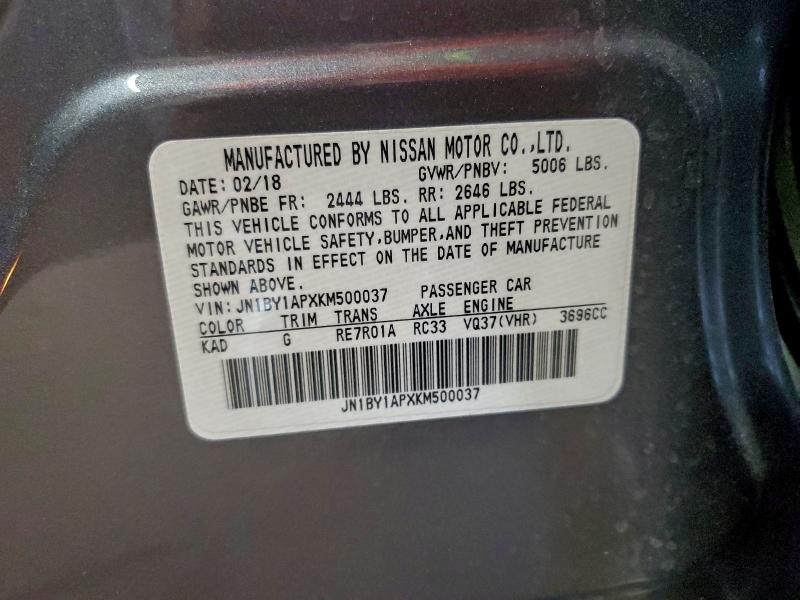 MANUFACTURED BY NISSAN MOTOR CO.,LTD.
DATE: 02/18 GVWR/PNBV: 5006 LBS.
GAWR/PNBE FR: 2444 LBS. RR: 2646 LBS.
THIS VEHICLE CONFORMS TO ALL APPLICABLE FEDERAL
MOTOR VEHICLE SAFETY,BUMPER,AND THEFT PREVENTION
STANDARDS IN EFFECT ON THE DATE OF MANUFACTURE
SHOWN ABOVE.
VIN: JN1BY1APXKM500037 PASSENGER CAR
COLOR TRIM TRANS AXLE ENGINE
KAD G RE7R01A RC33 VQ37(VHR) 3696CC
JN1BY1APXKM500037